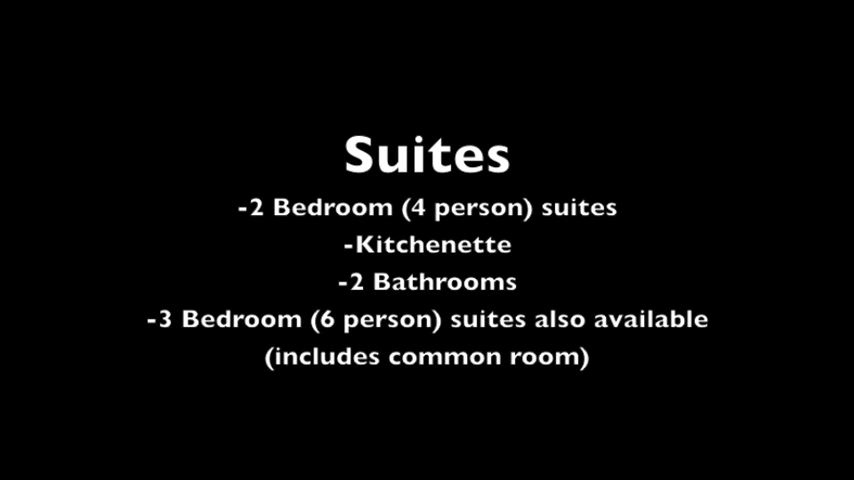 Suites
-2 Bedroom (4 person) suites
-Kitchenette
-2 Bathrooms
-3 Bedroom (6 person) suites also available
(includes common room)